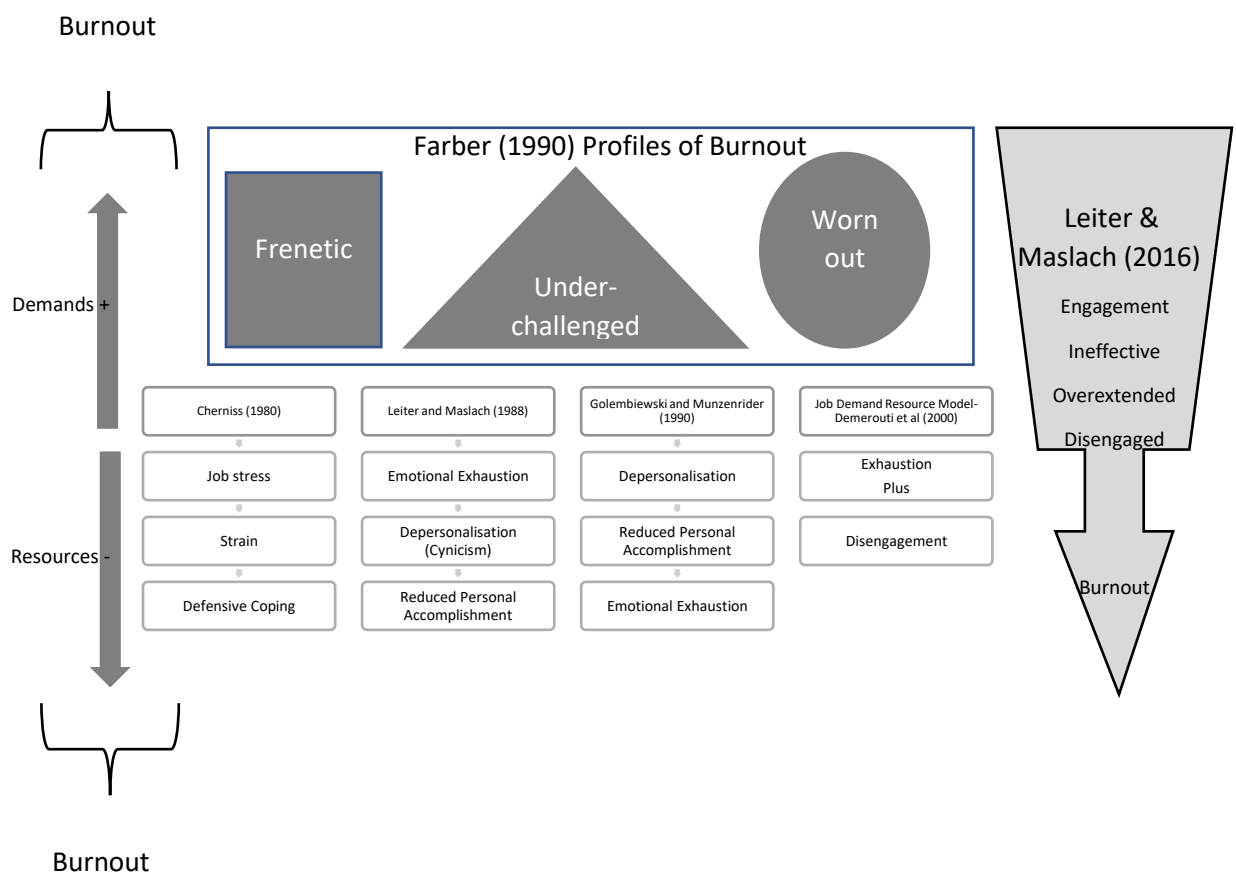 Burnout
Farber (1990) Profiles of Burnout
Frenetic
Under-
challenged
Worn
out
Leiter &
Maslach (2016)
Engagement
Ineffective
Overextended
Disengaged
Burnout
Demands +
Resources -
Cherniss (1980)
Job stress
Strain
Defensive Coping
Leiter and Maslach (1988)
Emotional Exhaustion
Depersonalisation
(Cynicism)
Reduced Personal
Accomplishment
Golembiewski and Munzenrider
(1990)
Depersonalisation
Reduced Personal
Accomplishment
Emotional Exhaustion
Job Demand Resource Model-
Demerouti et al (2000)
Exhaustion
Plus
Disengagement
Burnout